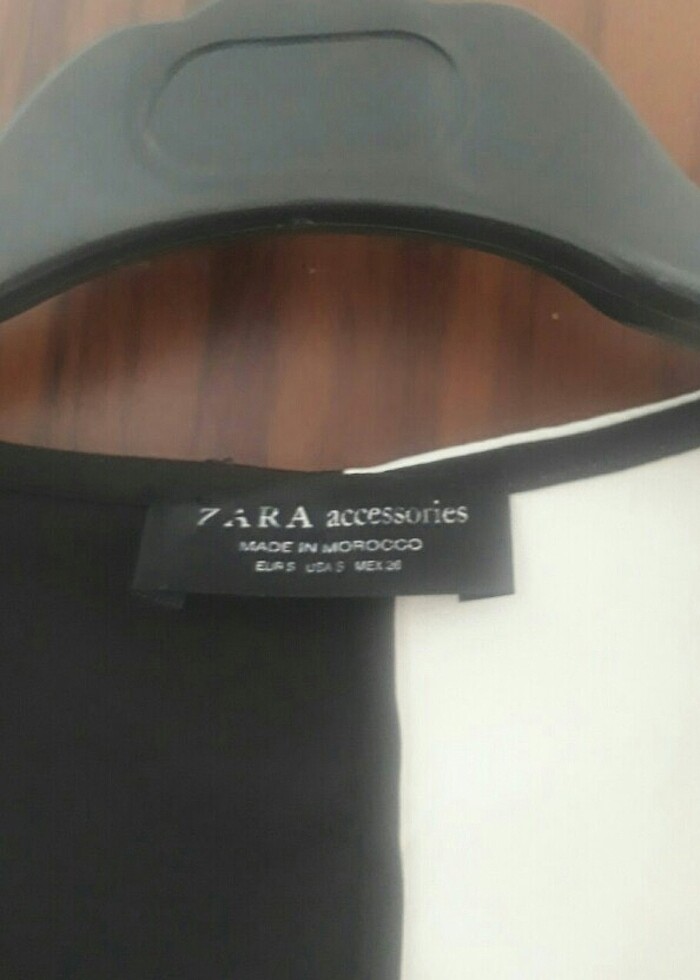 ZARA accessories
MADE IN MOROCCO
EUR S USA S MEX 26